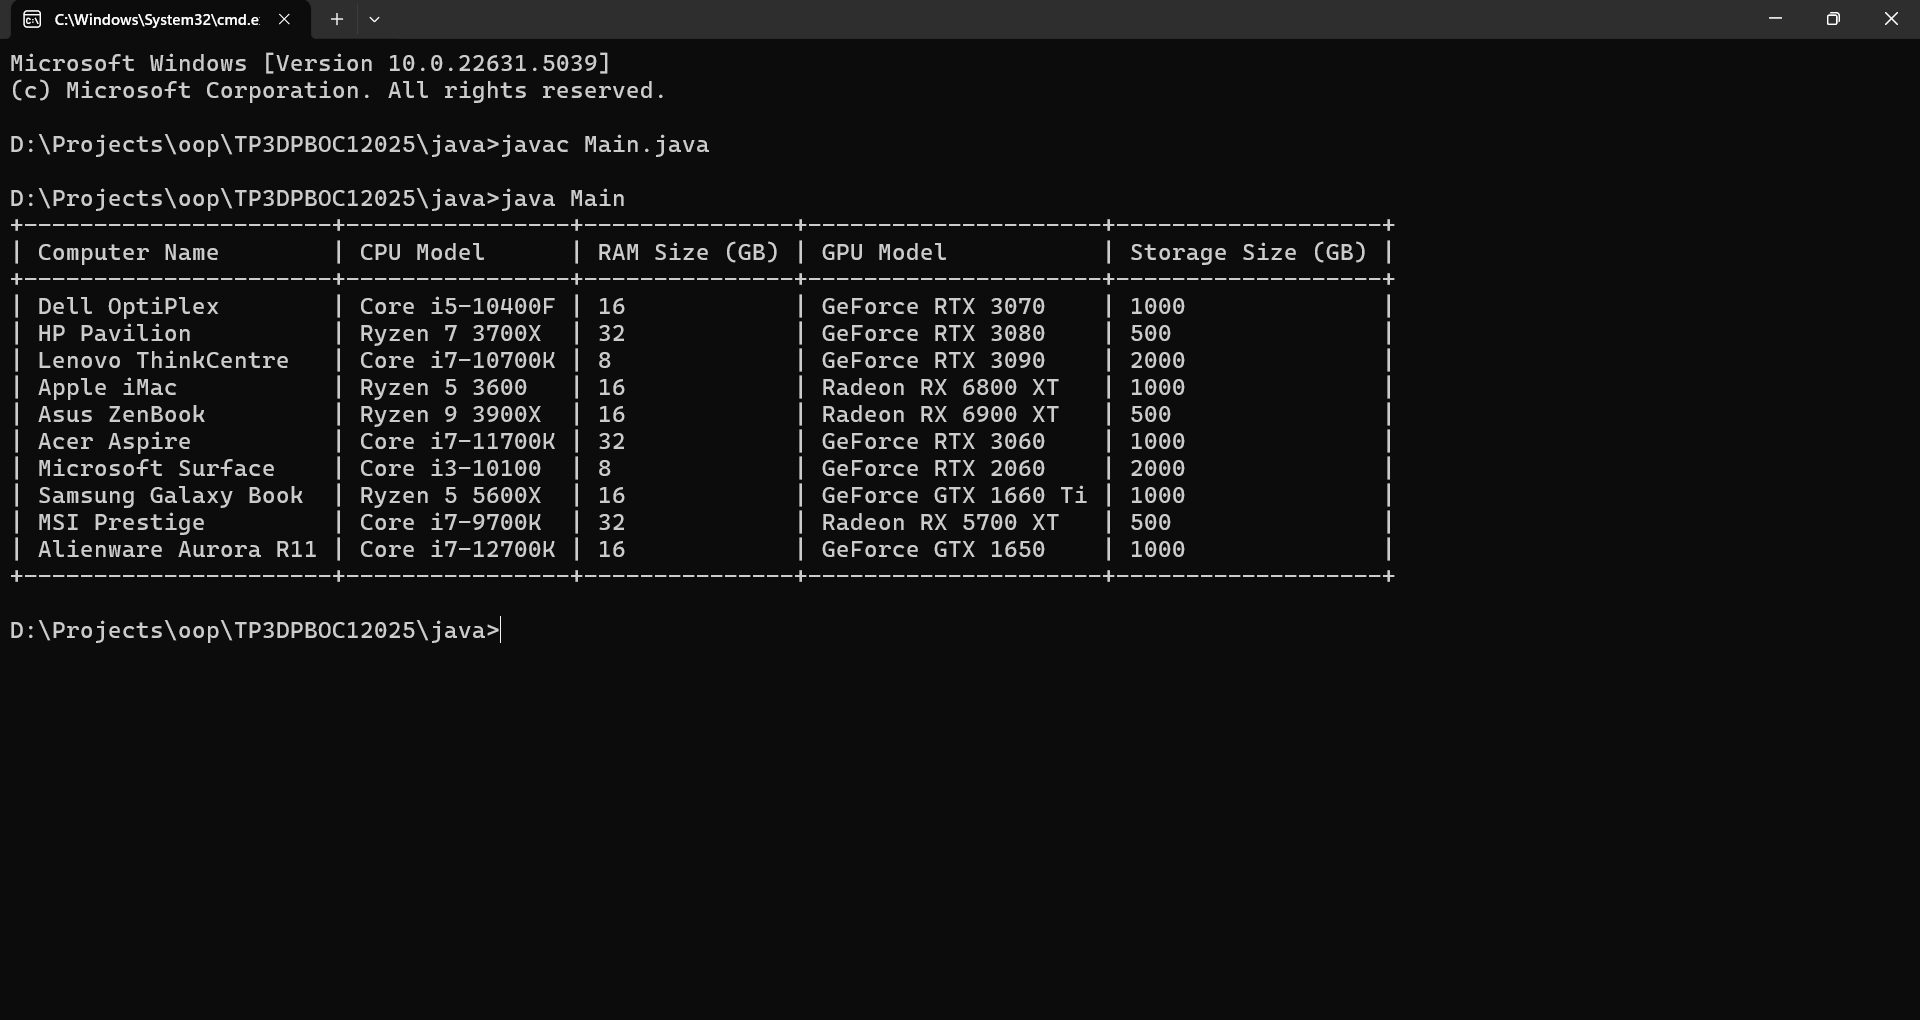 C:\Windows\System32\cmd.e
Microsoft Windows [Version 10.0.22631.5039]
(c) Microsoft Corporation. All rights reserved.
D:\Projects\oop\TP3DPBOC12025\java>javac Main.java
D:\Projects\oop\TP3DPBOC12025\java>java Main
+----------------------+----------------+---------------+---------------------+-------------------+
| Computer Name        | CPU Model      | RAM Size (GB) | GPU Model           | Storage Size (GB) |
+----------------------+----------------+---------------+---------------------+-------------------+
| Dell OptiPlex        | Core i5-10400F | 16            | GeForce RTX 3070    | 1000              |
| HP Pavilion          | Ryzen 7 3700X  | 32            | GeForce RTX 3080    | 500               |
| Lenovo ThinkCentre   | Core i7-10700K | 8             | GeForce RTX 3090    | 2000              |
| Apple iMac           | Ryzen 5 3600   | 16            | Radeon RX 6800 XT   | 1000              |
| Asus ZenBook         | Ryzen 9 3900X  | 16            | Radeon RX 6900 XT   | 500               |
| Acer Aspire          | Core i7-11700K | 32            | GeForce RTX 3060    | 1000              |
| Microsoft Surface    | Core i3-10100  | 8             | GeForce RTX 2060    | 2000              |
| Samsung Galaxy Book  | Ryzen 5 5600X  | 16            | GeForce GTX 1660 Ti | 1000              |
| MSI Prestige         | Core i7-9700K  | 32            | Radeon RX 5700 XT   | 500               |
| Alienware Aurora R11 | Core i7-12700K | 16            | GeForce GTX 1650    | 1000              |
+----------------------+----------------+---------------+---------------------+-------------------+
D:\Projects\oop\TP3DPBOC12025\java>